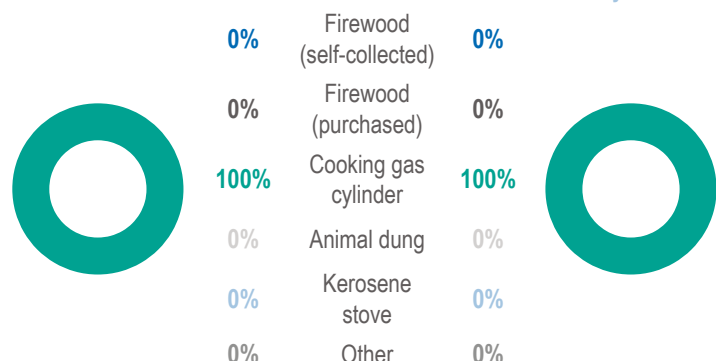 Firewood
0% (self-collected) 0%
Firewood
0% (purchased) 0%
100% Cooking gas 100%
cylinder
0% Animal dung 0%
Kerosene
0% stove 0%
0% Other 0%